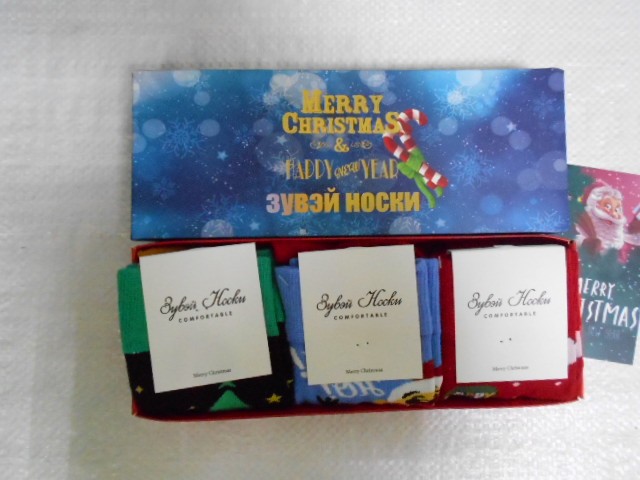 MERRY
CHRISTMAS
&
HAPPY NEW YEAR
ЗУВЭЙ НОСКИ
Зувэй Носки
COMFORTABLE
Merry Christmas
Зувэй Носки
COMFORTABLE
Merry Christmas
Зувэй Носки
COMFORTABLE
Merry Christmas
MERRY
CHRISTMAS